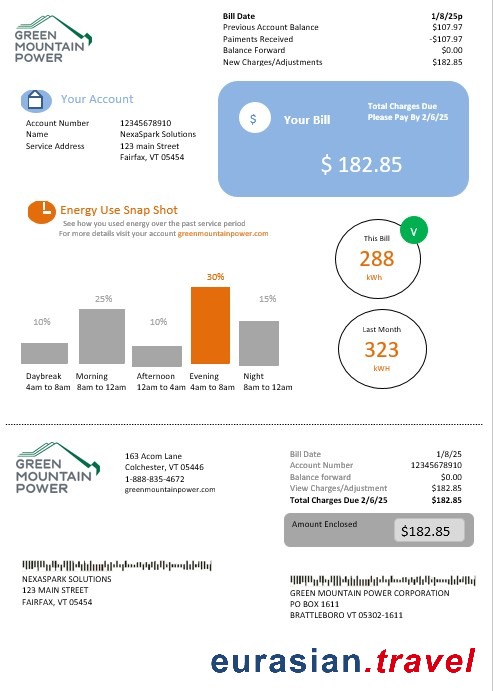 GREEN
MOUNTAIN
POWER
Bill Date 1/8/25p
Previous Account Balance $107.97
Paiments Received -$107.97
Balance Forward $0.00
New Charges/Adjustments $182.85
Your Account
Account Number 12345678910
Name NexaSpark Solutions
Service Address 123 main Street
Fairfax, VT 05454
$ Your Bill
Total Charges Due
Please Pay By 2/6/25
$ 182.85
Energy Use Snap Shot
See how you used energy over the past service period
For more details visit your account greenmountainpower.com
This Bill
288
kWh
v
Last Month
323
kWH
10% 25% 10% 30% 15%
Daybreak Morning Afternoon Evening Night
4am to 8am 8am to 12am 12am to 4am 4am to 8am 8am to 12am
GREEN
MOUNTAIN
POWER
163 Acom Lane
Colchester, VT 05446
1-888-835-4672
greenmountainpower.com
Bill Date 1/8/25
Account Number 12345678910
Balance forward $0.00
View Charges/Adjustment $182.85
Total Charges Due 2/6/25 $182.85
Amount Enclosed $182.85
NEXASPARK SOLUTIONS
123 MAIN STREET
FAIRFAX, VT 05454
GREEN MOUNTAIN POWER CORPORATION
PO BOX 1611
BRATTLEBORO VT 05302-1611
eurasian.travel